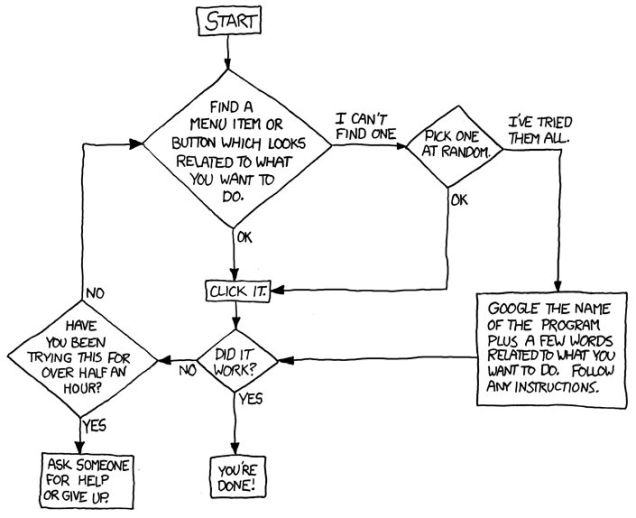 START
FIND A
MENU ITEM OR
BUTTON WHICH LOOKS
RELATED TO WHAT
YOU WANT TO
DO.
I CAN'T
FIND ONE
PICK ONE
AT RANDOM.
I'VE TRIED
THEM ALL.
OK
OK
CLICK IT.
NO
HAVE
YOU BEEN
TRYING THIS FOR
OVER HALF AN
HOUR?
NO
DID IT
WORK?
GOOGLE THE NAME
OF THE PROGRAM
PLUS A FEW WORDS
RELATED TO WHAT YOU
WANT TO DO. FOLLOW
ANY INSTRUCTIONS.
YES
YES
ASK SOMEONE
FOR HELP
OR GIVE UP.
YOU'RE
DONE!